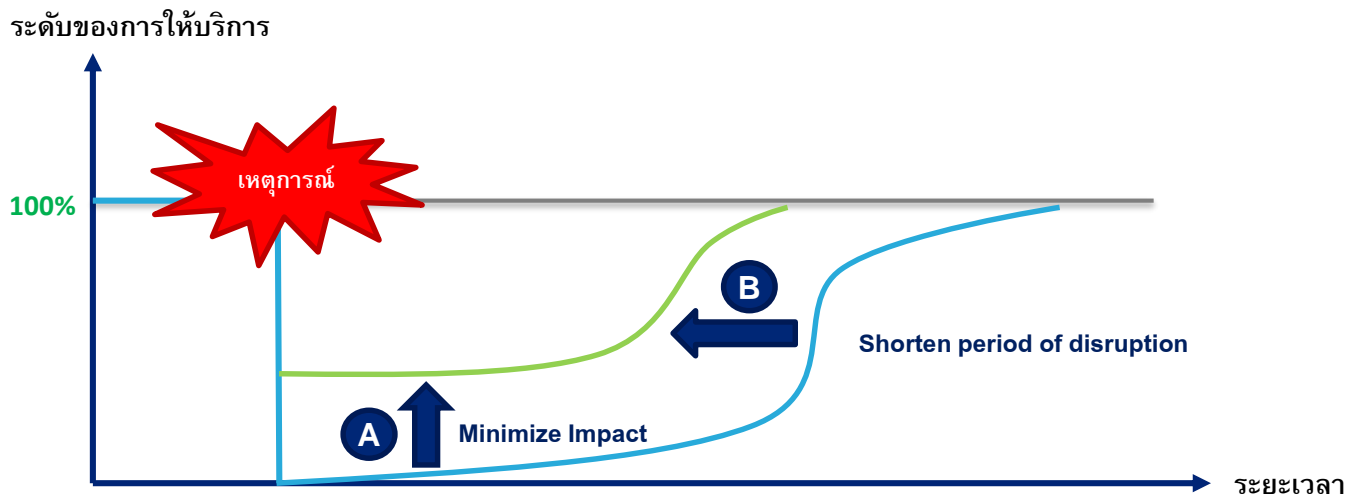 ระดับของการให้บริการ
เหตุการณ์
100%
B
Shorten period of disruption
A
Minimize Impact
ระยะเวลา